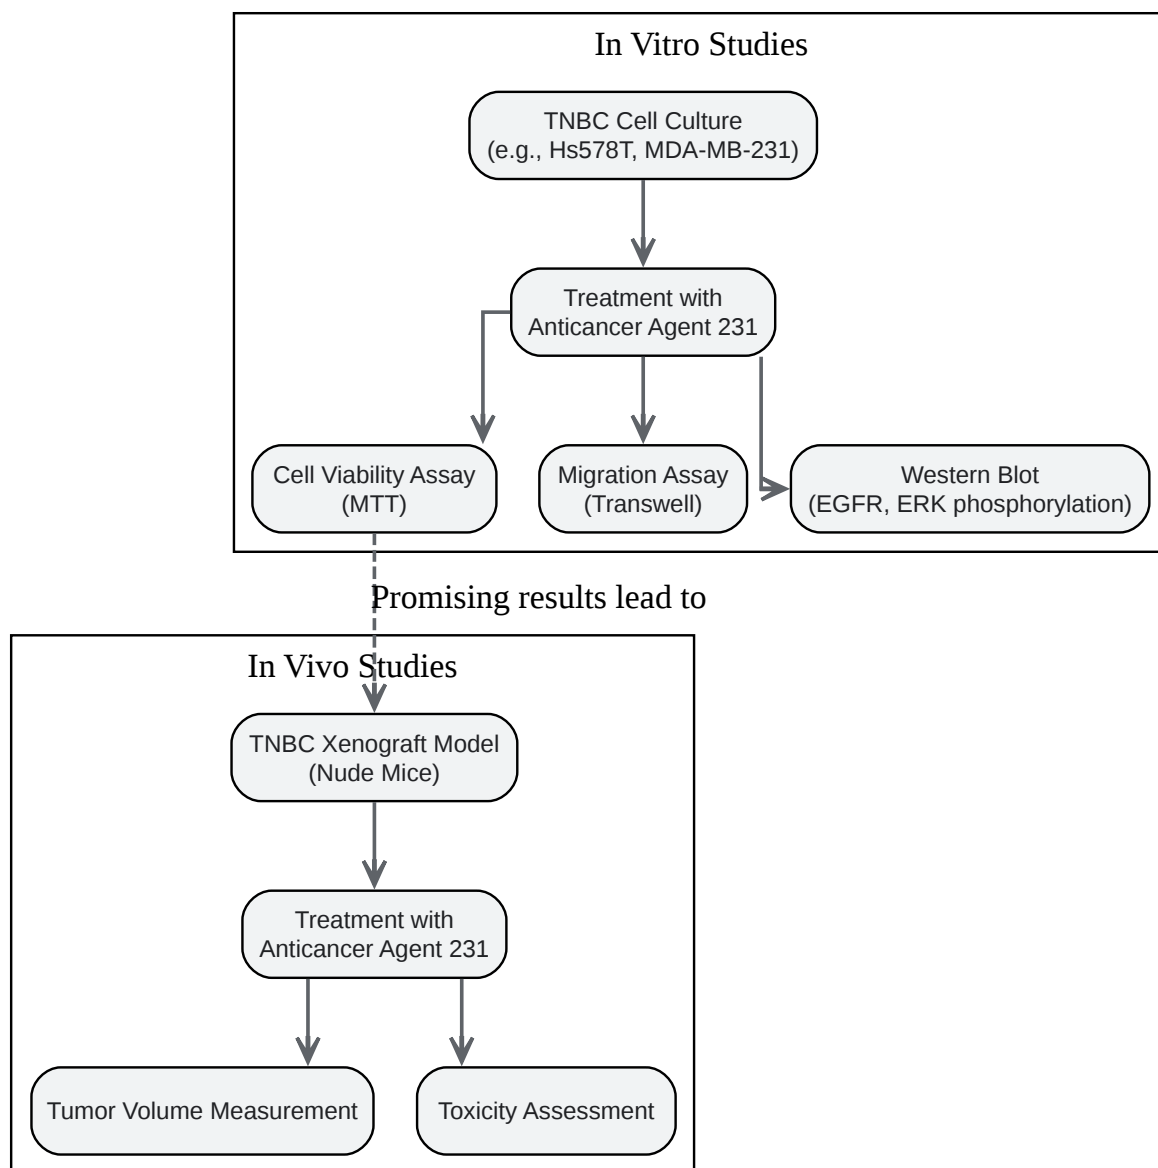 In Vitro Studies
TNBC Cell Culture
(e.g., Hs578T, MDA-MB-231)
Treatment with
Anticancer Agent 231
Cell Viability Assay
(MTT)
Migration Assay
(Transwell)
Western Blot
(EGFR, ERK phosphorylation)
Promising results lead to
In Vivo Studies
TNBC Xenograft Model
(Nude Mice)
Treatment with
Anticancer Agent 231
Tumor Volume Measurement
Toxicity Assessment